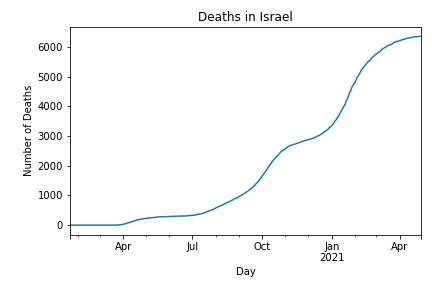 Deaths in Israel
Number of Deaths
6000
5000
4000
3000
2000
1000
0
Apr
Jul
Oct
Jan
2021
Apr
Day